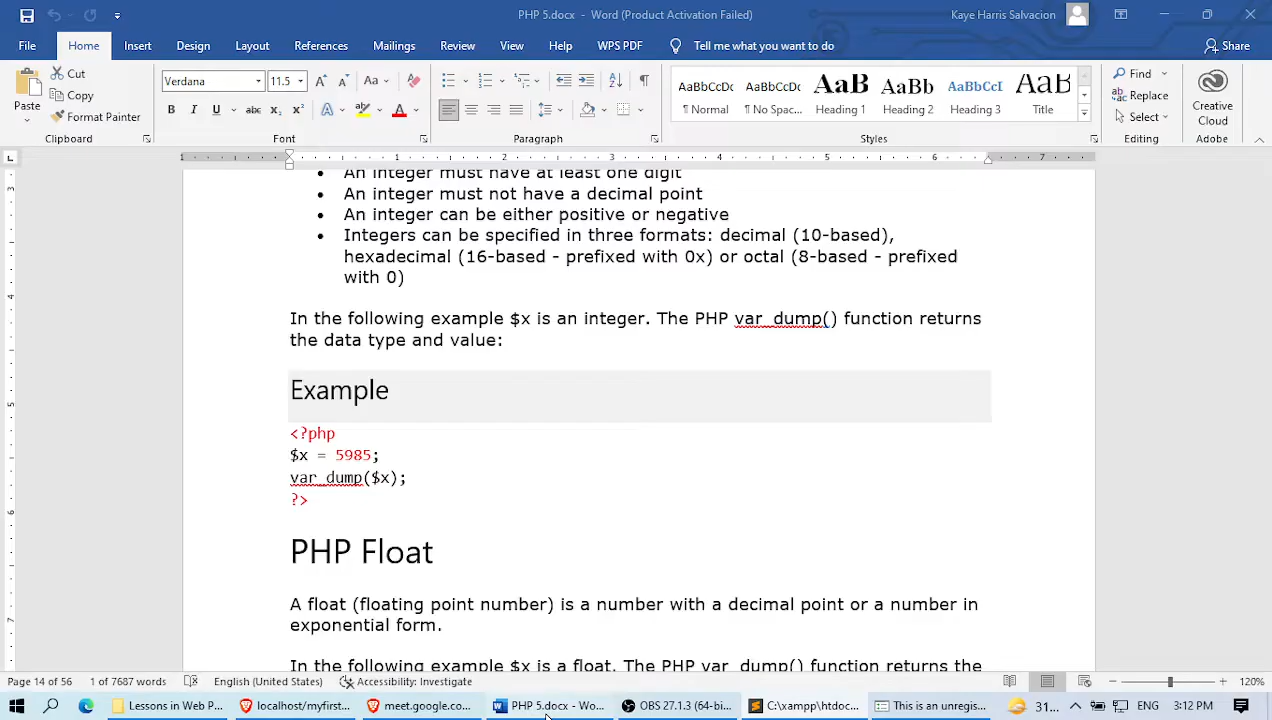 PHP 5.docx - Word (Product Activation Failed)
Kaye Harris Salvacion
File Home Insert Design Layout References Mailings Review View Help WPS PDF Tell me what you want to do Share
Paste
Cut
Copy
Format Painter
Clipboard
Verdana 11.5
Font
Paragraph
AaBbCcDc AaBbCcDc AaB AaBb AaBbCcI AaB
¶ Normal ¶ No Spac... Heading 1 Heading 2 Heading 3 Title
Styles
Find
Replace
Select
Editing
Creative Cloud
Adobe
1 1 2 3 4 5 6 7
An integer must have at least one digit
An integer must not have a decimal point
An integer can be either positive or negative
Integers can be specified in three formats: decimal (10-based),
hexadecimal (16-based - prefixed with 0x) or octal (8-based - prefixed
with 0)
In the following example $x is an integer. The PHP var_dump() function returns
the data type and value:
Example
<?php
$x = 5985;
var_dump($x);
?>
PHP Float
A float (floating point number) is a number with a decimal point or a number in
exponential form.
In the following example $x is a float. The PHP var_dump() function returns the
Page 14 of 56 1 of 7687 words English (United States) Accessibility: Investigate 120%
Lessons in Web P... localhost/myfirst... meet.google.co... PHP 5.docx - Wo... OBS 27.1.3 (64-bi... C:\xampp\htdoc... This is an unregis... 31... ENG 3:12 PM